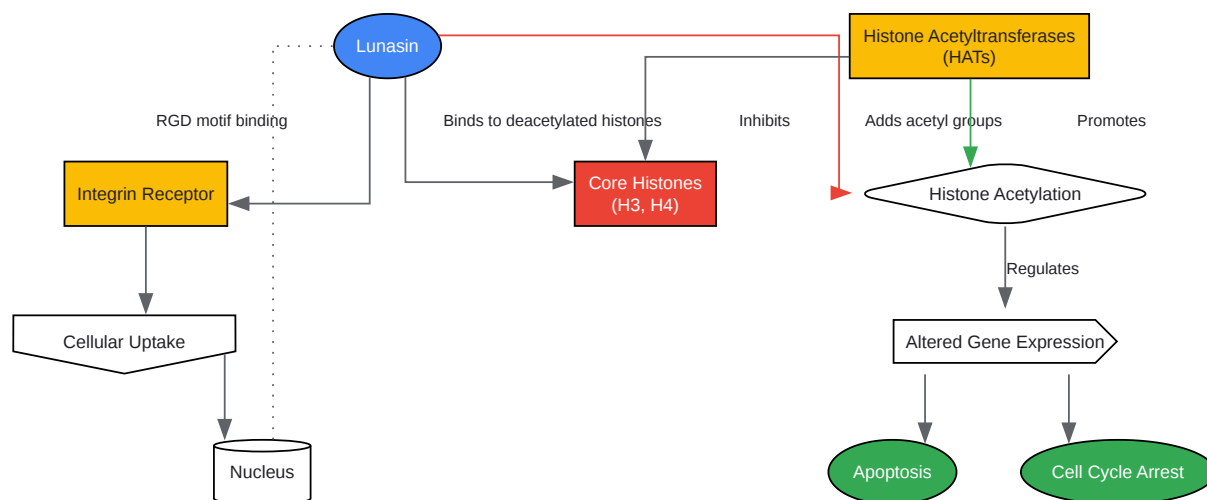 Lunasin
Histone Acetyltransferases
(HATs)
RGD motif binding
Binds to deacetylated histones
Inhibits
Adds acetyl groups
Promotes
Integrin Receptor
Core Histones
(H3, H4)
Histone Acetylation
Regulates
Cellular Uptake
Altered Gene Expression
Nucleus
Apoptosis
Cell Cycle Arrest